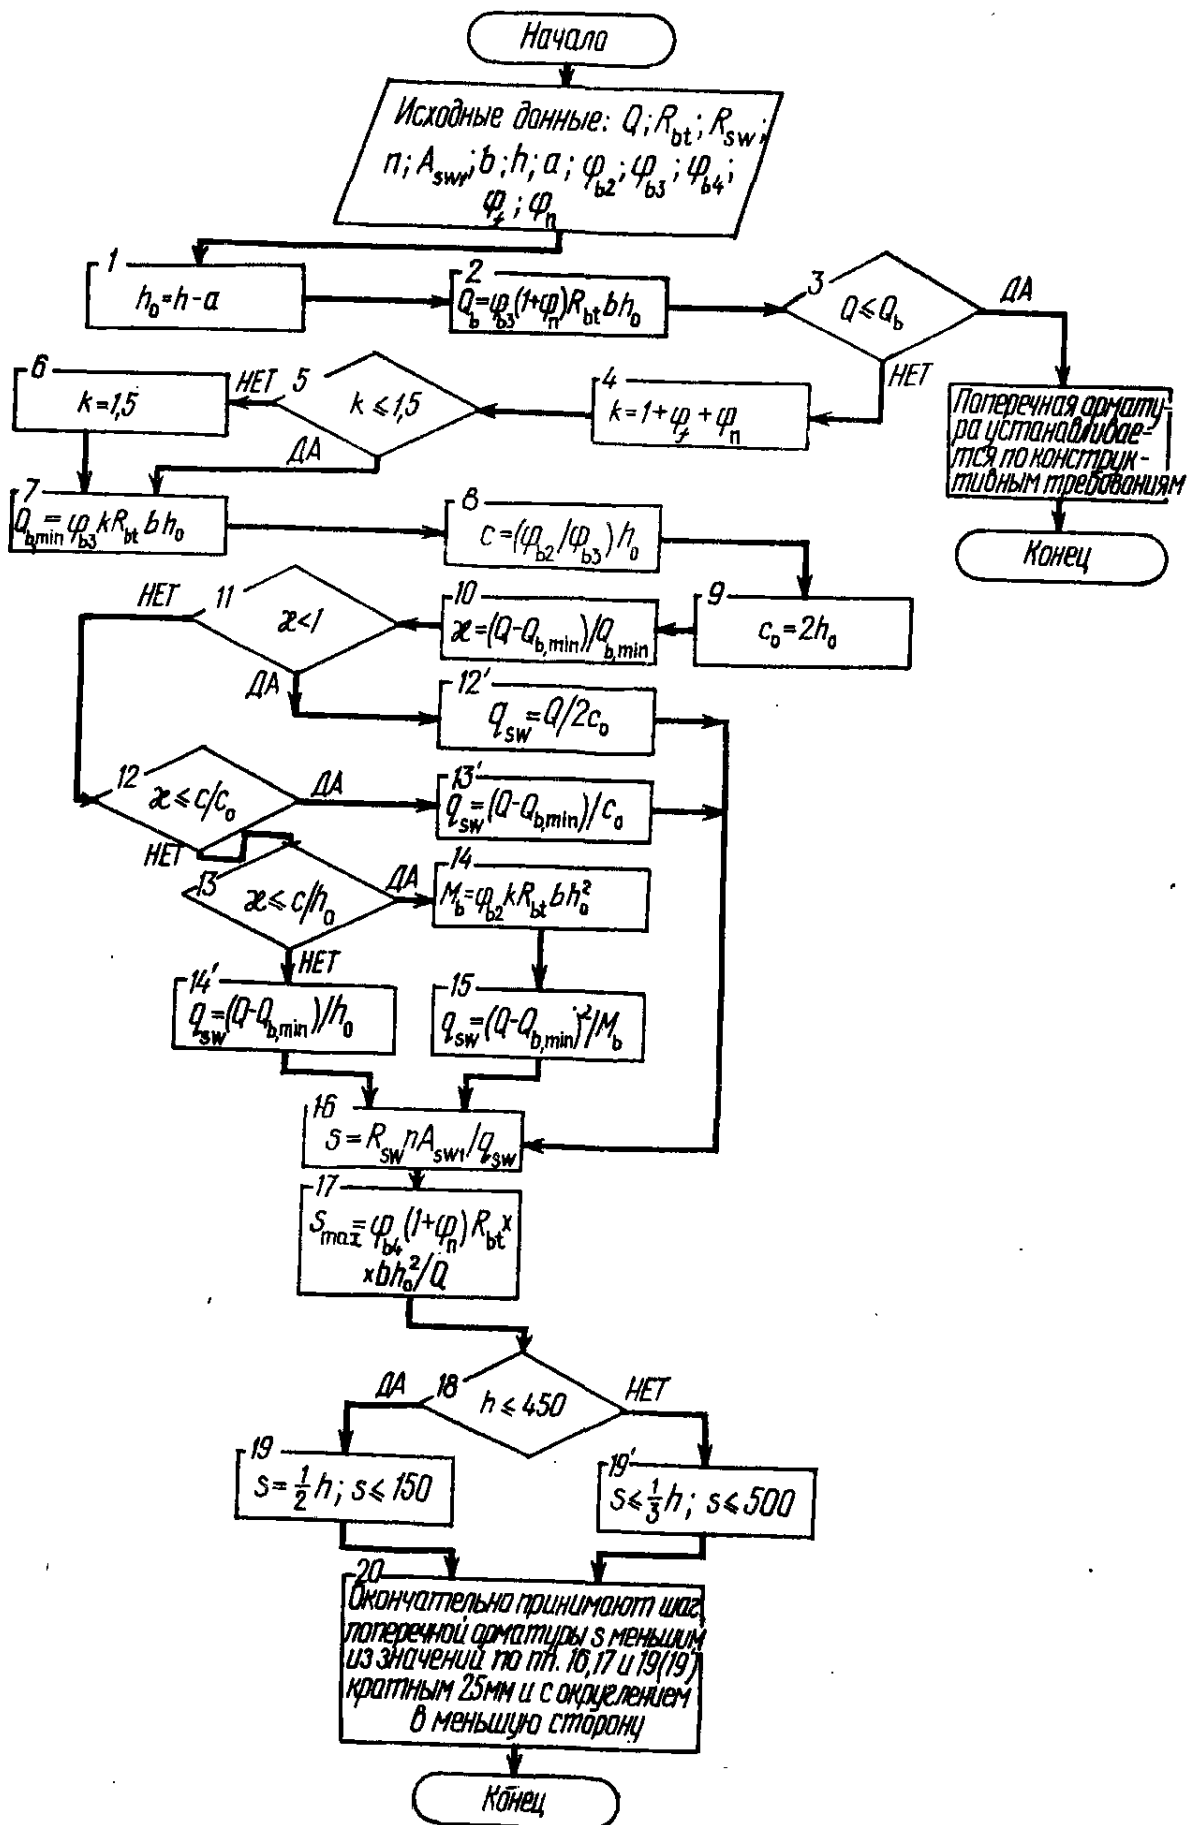 Начало
Исходные данные: Q; R_bt; R_sw;
n; A_sw1; b; h; a; φ_b2; φ_b3; φ_b4;
φ_f; φ_n
1
h_0=h-a
2
Q_b=φ_b3(1+φ_n)R_bt bh_0
3
Q≤Q_b
ДА
НЕТ
Поперечная армату-
ра устанавливае-
тся по конструк-
тивным требованиям
Конец
4
k=1+φ_f+φ_n
5
k≤1,5
НЕТ
ДА
6
k=1,5
7
Q_b,min=φ_b3 kR_bt bh_0
8
c=(φ_b2/φ_b3)h_0
9
c_0=2h_0
10
æ=(Q-Q_b,min)/Q_b,min
11
æ<1
НЕТ
ДА
12'
q_sw=Q/2c_0
12
æ≤c/c_0
ДА
НЕТ
13'
q_sw=(Q-Q_b,min)/c_0
13
æ≤c/h_0
ДА
НЕТ
14
M_b=φ_b2 kR_bt bh_0²
14'
q_sw=(Q-Q_b,min)/h_0
15
q_sw=(Q-Q_b,min)²/M_b
16
s=R_sw nA_sw1/q_sw
17
s_max=φ_b4(1+φ_n)R_bt×
×bh_0²/Q
18
h≤450
ДА
НЕТ
19
s=1/2 h; s≤150
19'
s≤1/3 h; s≤500
20
Окончательно принимают шаг
поперечной арматуры s меньшим
из значений по пп. 16,17 и 19(19')
кратным 25мм и с округлением
в меньшую сторону
Конец